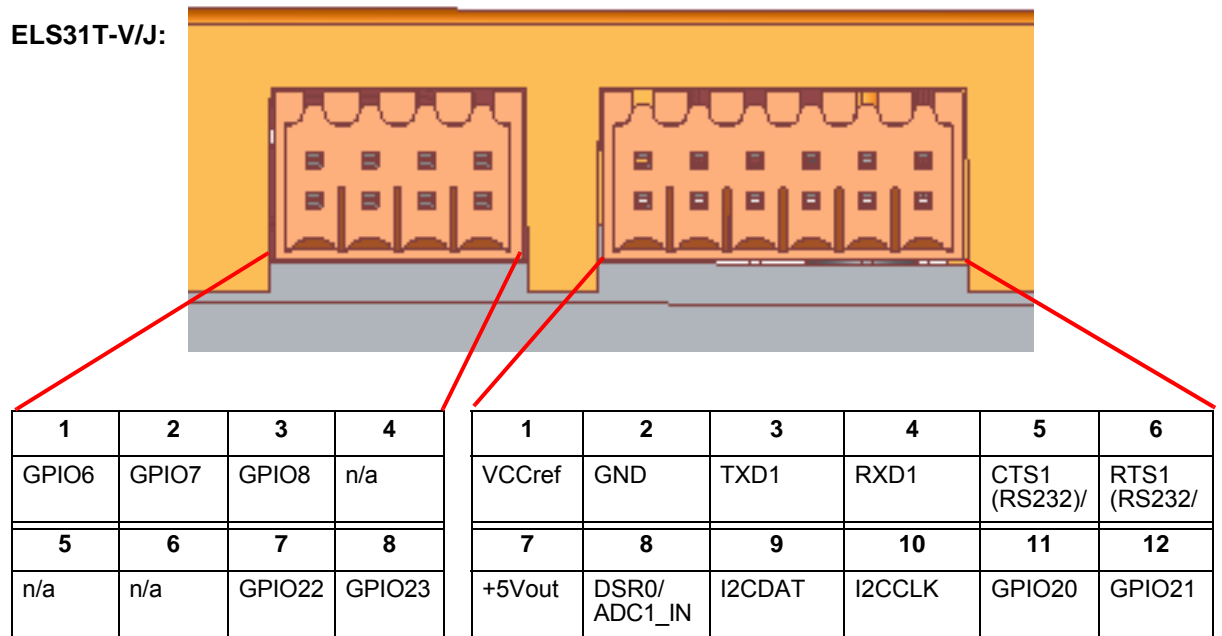 ELS31T-V/J:
1 2 3 4
GPIO6 GPIO7 GPIO8 n/a
5 6 7 8
n/a n/a GPIO22 GPIO23
1 2 3 4 5 6
VCCref GND TXD1 RXD1 CTS1 (RS232)/ RTS1 (RS232/
7 8 9 10 11 12
+5Vout DSR0/ ADC1_IN I2CDAT I2CCLK GPIO20 GPIO21